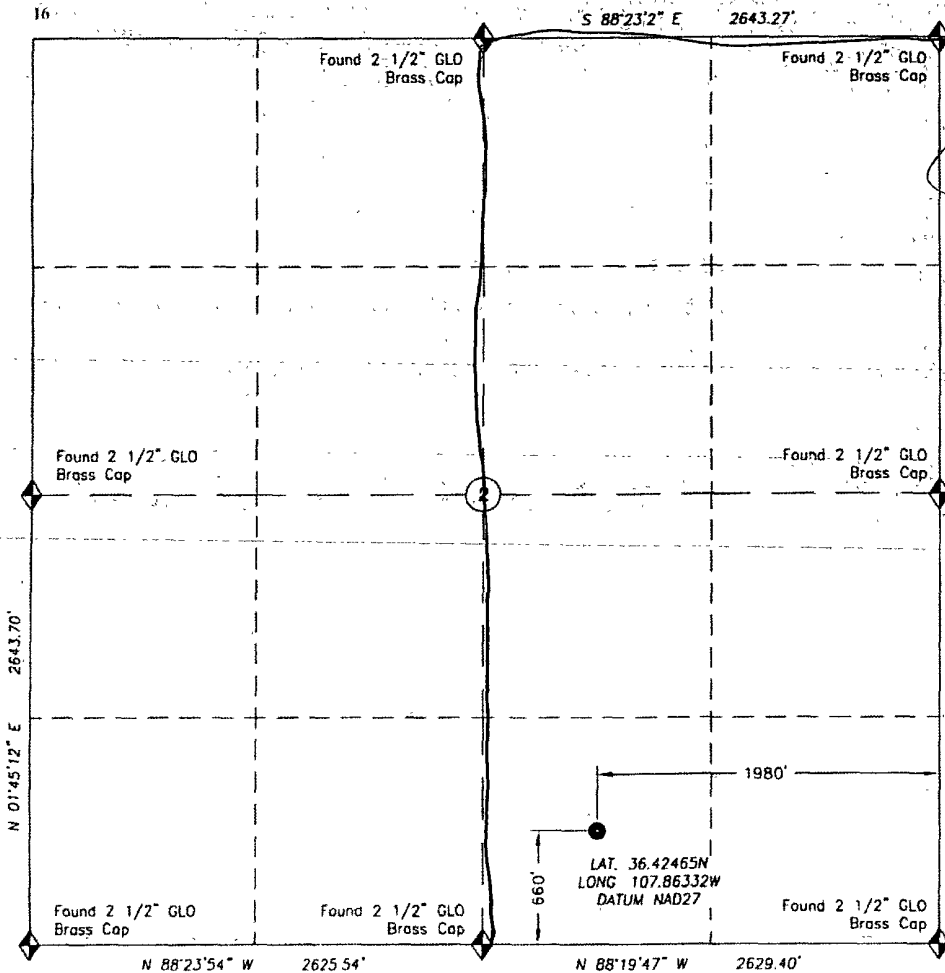 16
S 88°23'2" E 2643.27'
Found 2 1/2" GLO
Brass Cap
Found 2 1/2" GLO
Brass Cap
Found 2 1/2" GLO
Brass Cap
Found 2 1/2" GLO
Brass Cap
2
N 01°45'12" E 2643.70'
1980'
660'
LAT. 36.42465N
LONG 107.86332W
DATUM NAD27
Found 2 1/2" GLO
Brass Cap
Found 2 1/2" GLO
Brass Cap
Found 2 1/2" GLO
Brass Cap
N 88°23'54" W 2625.54'
N 88°19'47" W 2629.40'